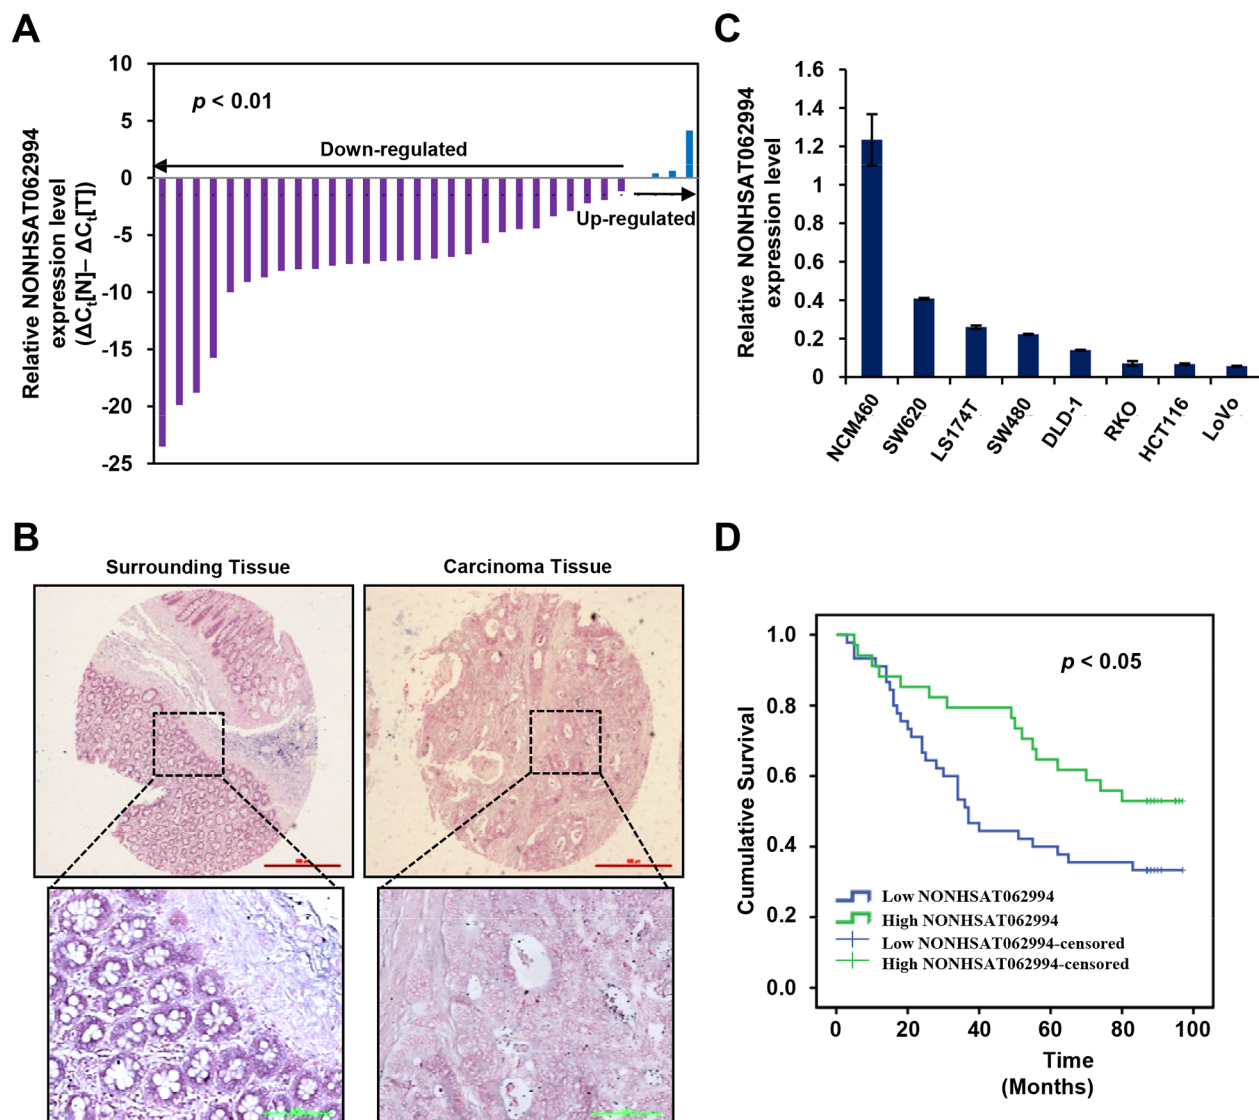 A
Relative NONHSAT062994
expression level
(ΔCt[N]– ΔCt[T])
10
5
0
-5
-10
-15
-20
-25
p < 0.01
Down-regulated
Up-regulated
C
Relative NONHSAT062994
expression level
1.6
1.4
1.2
1
0.8
0.6
0.4
0.2
0
NCM460
SW620
LS174T
SW480
DLD-1
RKO
HCT116
LoVo
B
Surrounding Tissue
Carcinoma Tissue
D
Cumulative Survival
1.0
0.8
0.6
0.4
0.2
0.0
p < 0.05
Low NONHSAT062994
High NONHSAT062994
Low NONHSAT062994-censored
High NONHSAT062994-censored
0 20 40 60 80 100
Time
(Months)